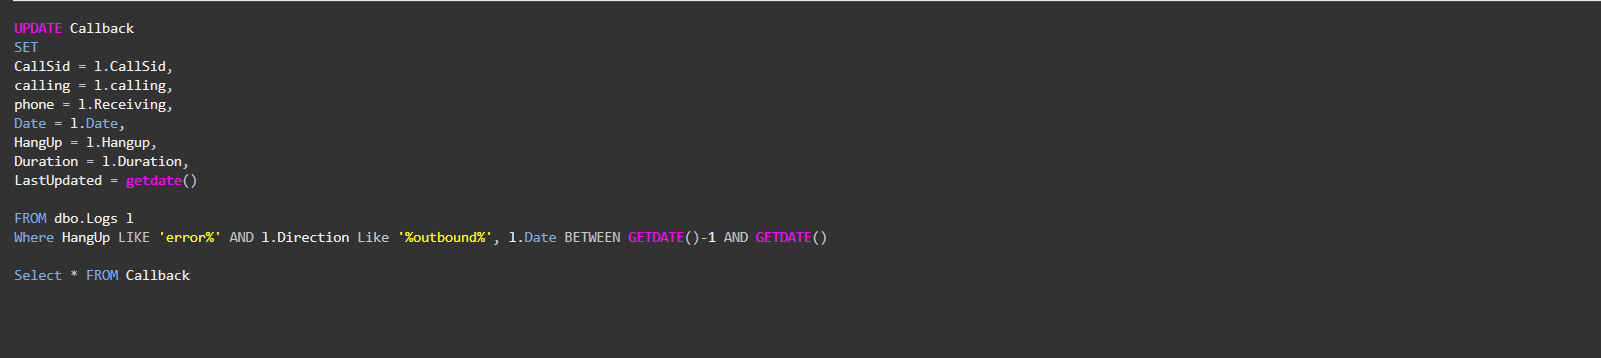 UPDATE Callback
SET
CallSid = l.CallSid,
calling = l.calling,
phone = l.Receiving,
Date = l.Date,
HangUp = l.Hangup,
Duration = l.Duration,
LastUpdated = getdate()
FROM dbo.Logs l
Where HangUp LIKE 'error%' AND l.Direction Like '%outbound%', l.Date BETWEEN GETDATE()-1 AND GETDATE()
Select * FROM Callback